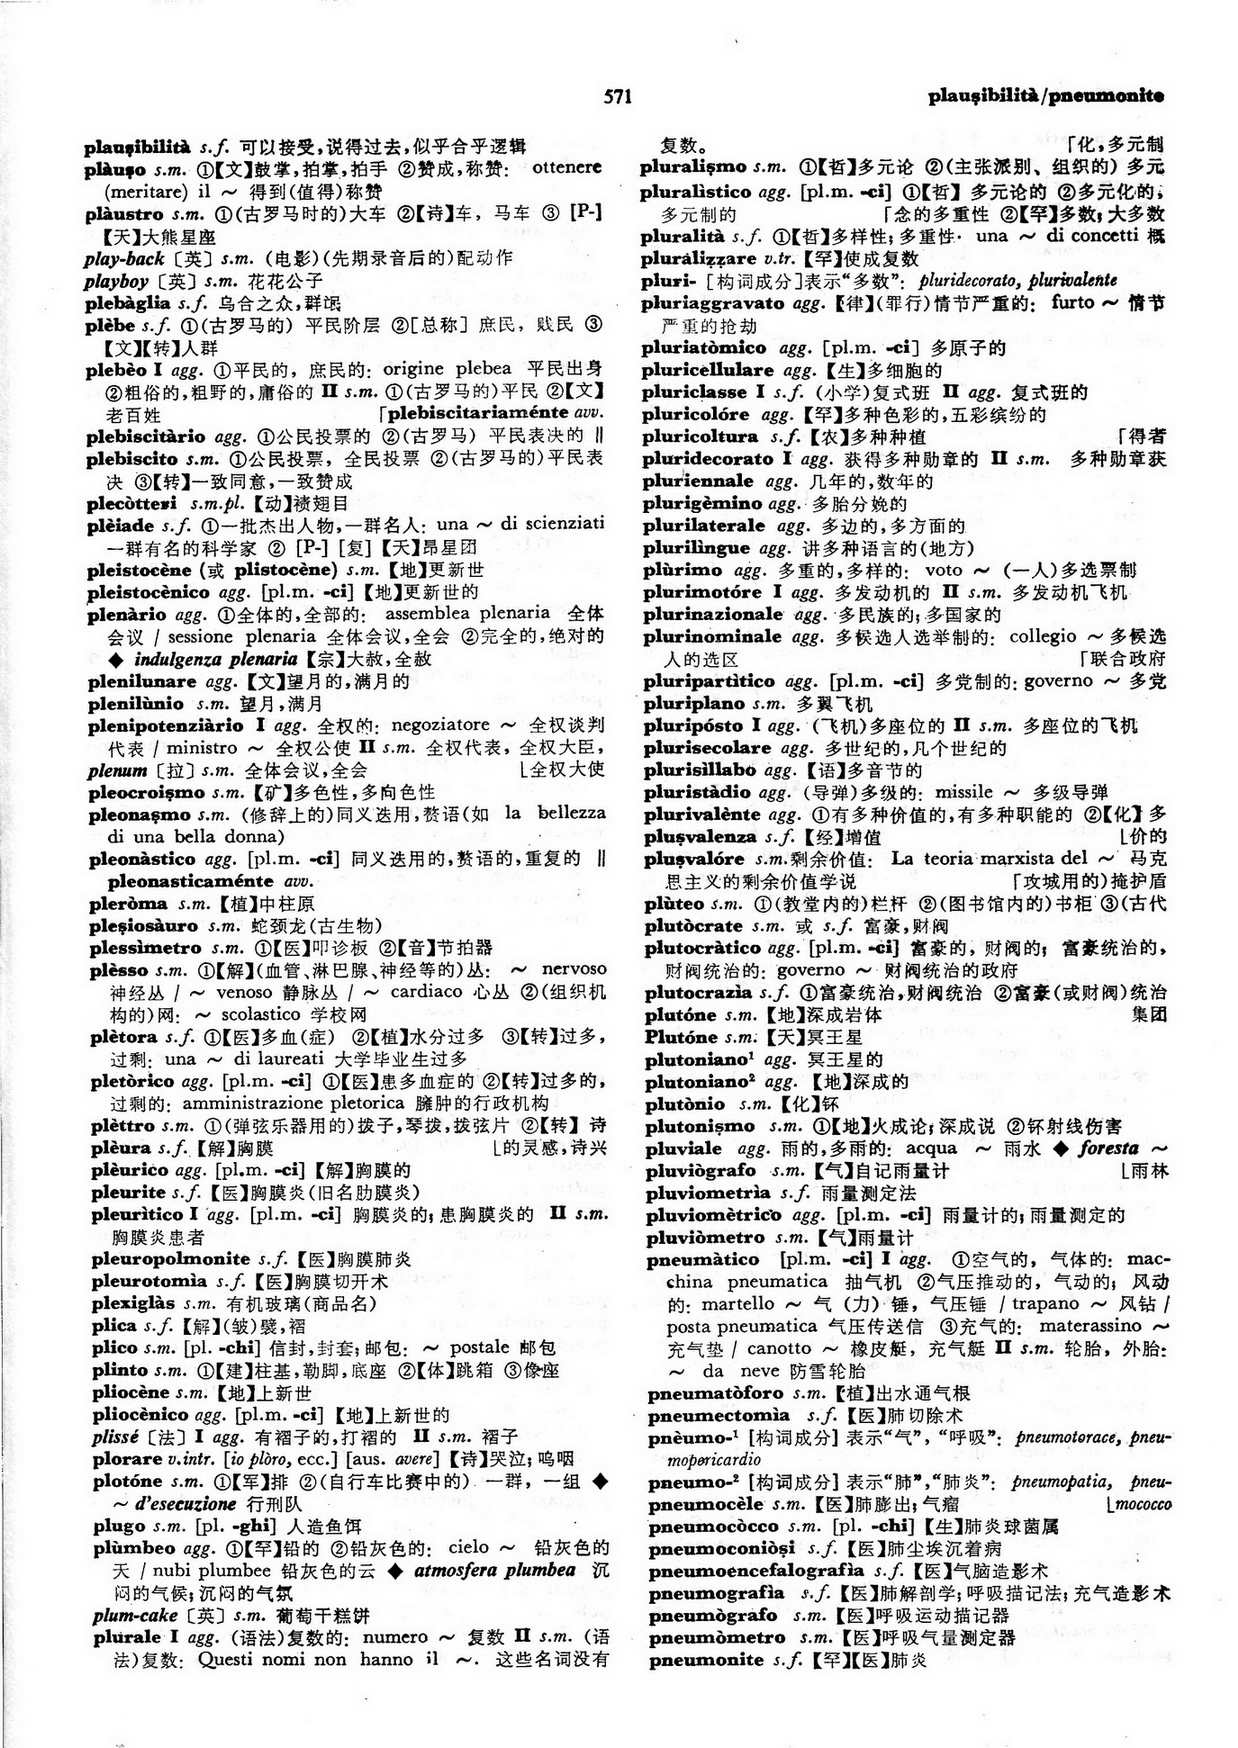 571
plauṣibilità/pneumonite
plauṣibilità s.f. 可以接受,说得过去,似乎合乎逻辑
plàuṣo s.m. ①【文】鼓掌,拍掌,拍手 ②赞成,称赞: ottenere
(meritare) il ~ 得到(值得)称赞
plàustro s.m. ①(古罗马时的)大车 ②【诗】车, 马车 ③ [P-]
【天】大熊星座
play-back〔英〕s.m. (电影)(先期录音后的)配动作
playboy〔英〕s.m. 花花公子
plebàglia s.f. 乌合之众,群氓
plèbe s.f. ①(古罗马的) 平民阶层 ②[总称] 庶民, 贱民 ③
【文】【转】人群
plebèo I agg. ①平民的, 庶民的: origine plebea 平民出身
②粗俗的,粗野的,庸俗的 II s.m. ①(古罗马的)平民 ②【文】
老百姓 「plebiscitariaménte avv.
plebiscitàrio agg. ①公民投票的 ②(古罗马) 平民表决的 ‖
plebiscito s.m. ①公民投票, 全民投票 ②(古罗马的)平民表
决 ③【转】一致同意,一致赞成
plecòtteri s.m.pl.【动】𫌀翅目
plèiade s.f. ①一批杰出人物,一群名人: una ~ di scienziati
一群有名的科学家 ② [P-] [复]【天】昴星团
pleistocène (或 plistocène) s.m.【地】更新世
pleistocènico agg. [pl.m. -ci]【地】更新世的
plenàrio agg. ①全体的,全部的: assemblea plenaria 全体
会议 / sessione plenaria 全体会议,全会 ②完全的,绝对的
◆ indulgenza plenaria【宗】大赦,全赦
plenilunare agg.【文】望月的,满月的
plenilùnio s.m. 望月,满月
plenipotenziàrio I agg. 全权的: negoziatore ~ 全权谈判
代表 / ministro ~ 全权公使 II s.m. 全权代表, 全权大臣,
plenum〔拉〕s.m. 全体会议,全会 ⌊全权大使
pleocroiṣmo s.m.【矿】多色性,多向色性
pleonaṣmo s.m. (修辞上的)同义迭用,赘语(如 la bellezza
di una bella donna)
pleonàstico agg. [pl.m. -ci] 同义迭用的,赘语的,重复的 ‖
pleonasticaménte avv.
pleròma s.m.【植】中柱原
pleṣiosàuro s.m. 蛇颈龙(古生物)
plessìmetro s.m. ①【医】叩诊板 ②【音】节拍器
plèsso s.m. ①【解】(血管、淋巴腺、神经等的)丛: ~ nervoso
神经丛 / ~ venoso 静脉丛 / ~ cardiaco 心丛 ②(组织机
构的)网: ~ scolastico 学校网
plètora s.f. ①【医】多血(症) ②【植】水分过多 ③【转】过多,
过剩: una ~ di laureati 大学毕业生过多
pletòrico agg. [pl.m. -ci] ①【医】患多血症的 ②【转】过多的,
过剩的: amministrazione pletorica 臃肿的行政机构
plèttro s.m. ①(弹弦乐器用的)拨子,琴拨,拨弦片 ②【转】诗
plèura s.f.【解】胸膜 ⌊的灵感,诗兴
plèurico agg. [pl.m. -ci]【解】胸膜的
pleurite s.f.【医】胸膜炎(旧名肋膜炎)
pleurìtico I agg. [pl.m. -ci] 胸膜炎的; 患胸膜炎的 II s.m.
胸膜炎患者
pleuropolmonite s.f.【医】胸膜肺炎
pleurotomìa s.f.【医】胸膜切开术
plexiglàs s.m. 有机玻璃(商品名)
plica s.f.【解】(皱)襞,褶
plico s.m. [pl. -chi] 信封,封套;邮包: ~ postale 邮包
plinto s.m. ①【建】柱基,勒脚,底座 ②【体】跳箱 ③像座
pliocène s.m.【地】上新世
pliocènico agg. [pl.m. -ci]【地】上新世的
plissé〔法〕I agg. 有褶子的,打褶的 II s.m. 褶子
plorare v.intr. [io plòro, ecc.] [aus. avere]【诗】哭泣;呜咽
plotóne s.m. ①【军】排 ②(自行车比赛中的) 一群, 一组 ◆
~ d'esecuzione 行刑队
plugo s.m. [pl. -ghi] 人造鱼饵
plùmbeo agg. ①【罕】铅的 ②铅灰色的: cielo ~ 铅灰色的
天 / nubi plumbee 铅灰色的云 ◆ atmosfera plumbea 沉
闷的气候;沉闷的气氛
plum-cake〔英〕s.m. 葡萄干糕饼
plurale I agg. (语法)复数的: numero ~ 复数 II s.m. (语
法)复数: Questi nomi non hanno il ~. 这些名词没有
复数。 「化,多元制
pluraliṣmo s.m. ①【哲】多元论 ②(主张派别、组织的) 多元
pluralìstico agg. [pl.m. -ci] ①【哲】多元论的 ②多元化的;
多元制的 「念的多重性 ②【罕】多数;大多数
pluralità s.f. ①【哲】多样性;多重性: una ~ di concetti 概
pluraliẓẓare v.tr.【罕】使成复数
pluri- [构词成分]表示“多数”: pluridecorato, plurivalente
pluriaggravato agg.【律】(罪行)情节严重的: furto ~ 情节
严重的抢劫
pluriatòmico agg. [pl.m. -ci] 多原子的
pluricellulare agg.【生】多细胞的
pluriclasse I s.f. (小学)复式班 II agg. 复式班的
pluricolóre agg.【罕】多种色彩的,五彩缤纷的
pluricoltura s.f.【农】多种种植 「得者
pluridecorato I agg. 获得多种勋章的 II s.m. 多种勋章获
pluriennale agg. 几年的,数年的
plurigèmino agg. 多胎分娩的
plurilaterale agg. 多边的,多方面的
plurilìngue agg. 讲多种语言的(地方)
plùrimo agg. 多重的,多样的: voto ~ (一人)多选票制
plurimotóre I agg. 多发动机的 II s.m. 多发动机飞机
plurinazionale agg. 多民族的;多国家的
plurinominale agg. 多候选人选举制的: collegio ~ 多候选
人的选区 「联合政府
pluripartìtico agg. [pl.m. -ci] 多党制的: governo ~ 多党
pluriplano s.m. 多翼飞机
pluripósto I agg. (飞机)多座位的 II s.m. 多座位的飞机
plurisecolare agg. 多世纪的,几个世纪的
plurisìllabo agg.【语】多音节的
pluristàdio agg. (导弹)多级的: missile ~ 多级导弹
plurivalènte agg. ①有多种价值的,有多种职能的 ②【化】多
pluṣvalenza s.f.【经】增值 ⌊价的
pluṣvalóre s.m.剩余价值: La teoria marxista del ~ 马克
思主义的剩余价值学说 「攻城用的)掩护盾
plùteo s.m. ①(教堂内的)栏杆 ②(图书馆内的)书柜 ③(古代
plutòcrate s.m. 或 s.f. 富豪,财阀
plutocràtico agg. [pl.m. -ci] 富豪的, 财阀的; 富豪统治的,
财阀统治的: governo ~ 财阀统治的政府
plutocrazìa s.f. ①富豪统治,财阀统治 ②富豪(或财阀)统治
plutóne s.m.【地】深成岩体 集团
Plutóne s.m.【天】冥王星
plutoniano¹ agg. 冥王星的
plutoniano² agg. 【地】深成的
plutònio s.m.【化】钚
plutoniṣmo s.m. ①【地】火成论;深成说 ②钚射线伤害
pluviale agg. 雨的,多雨的: acqua ~ 雨水 ◆ foresta ~
pluviògrafo s.m.【气】自记雨量计 ⌊雨林
pluviometrìa s.f. 雨量测定法
pluviomètrico agg. [pl.m. -ci] 雨量计的;雨量测定的
pluviòmetro s.m.【气】雨量计
pneumàtico [pl.m. -ci] I agg. ①空气的, 气体的: mac-
china pneumatica 抽气机 ②气压推动的, 气动的; 风动
的: martello ~ 气 (力) 锤, 气压锤 / trapano ~ 风钻 /
posta pneumatica 气压传送信 ③充气的: materassino ~
充气垫 / canotto ~ 橡皮艇, 充气艇 II s.m. 轮胎, 外胎:
~ da neve 防雪轮胎
pneumatòforo s.m.【植】出水通气根
pneumectomìa s.f.【医】肺切除术
pnèumo-¹ [构词成分] 表示“气”, “呼吸”: pneumotorace, pneu-
mopericardio
pneumo-² [构词成分] 表示“肺”,“肺炎”: pneumopatia, pneu-
pneumocèle s.m.【医】肺膨出;气瘤 ⌊mococco
pneumocòcco s.m. [pl. -chi]【生】肺炎球菌属
pneumoconiòṣi s.f.【医】肺尘埃沉着病
pneumoencefalografìa s.f.【医】气脑造影术
pneumografìa s.f.【医】肺解剖学;呼吸描记法;充气造影术
pneumògrafo s.m.【医】呼吸运动描记器
pneumòmetro s.m.【医】呼吸气量测定器
pneumonite s.f.【罕】【医】肺炎